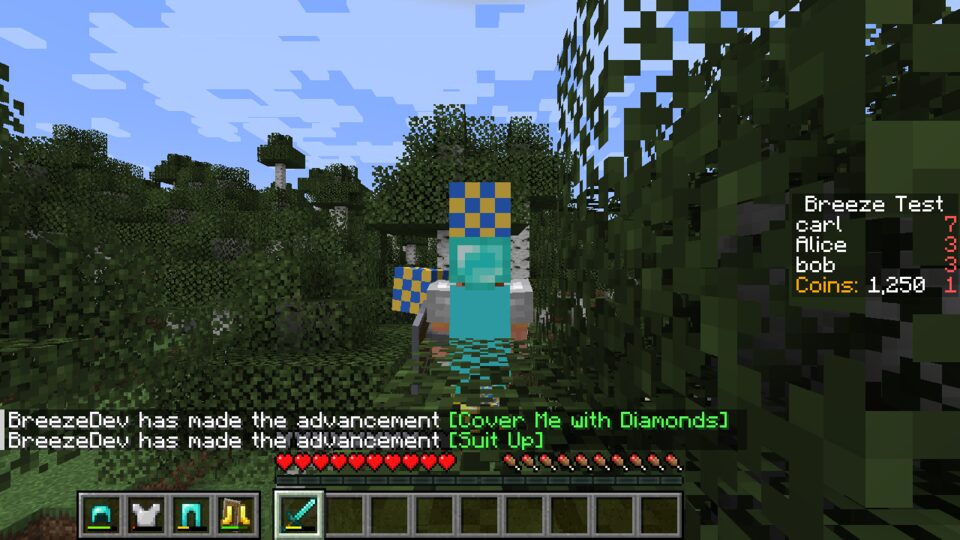 Breeze Test
carl 7
Alice 3
bob 3
Coins: 1,250 1
BreezeDev has made the advancement [Cover Me with Diamonds]
BreezeDev has made the advancement [Suit Up]